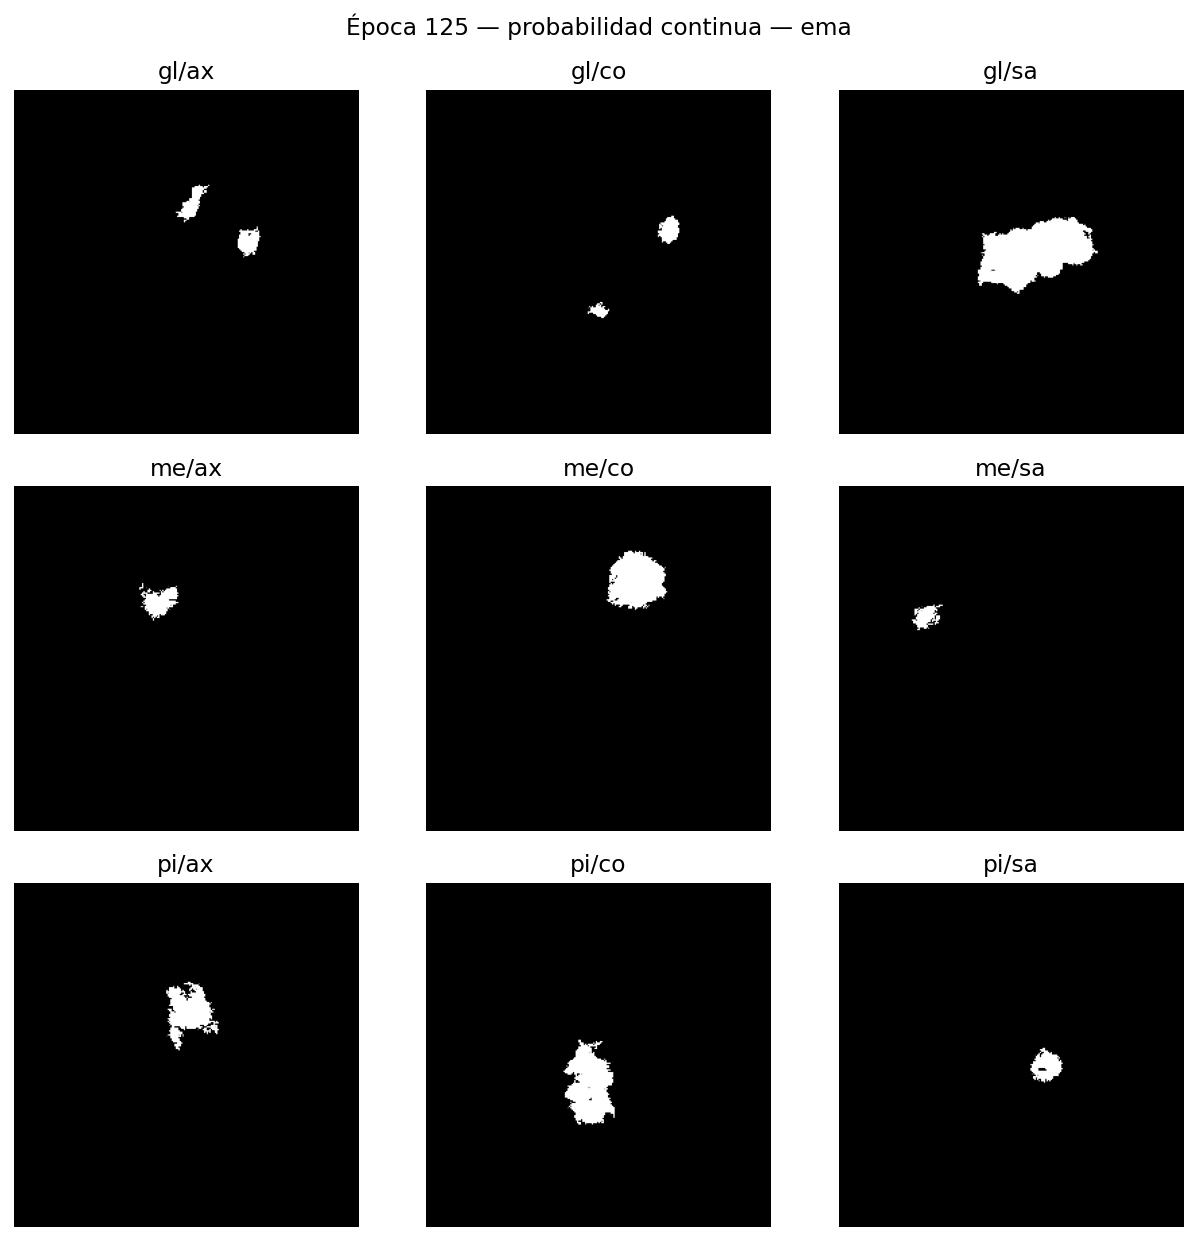 Época 125 — probabilidad continua — ema
gl/ax
gl/co
gl/sa
me/ax
me/co
me/sa
pi/ax
pi/co
pi/sa